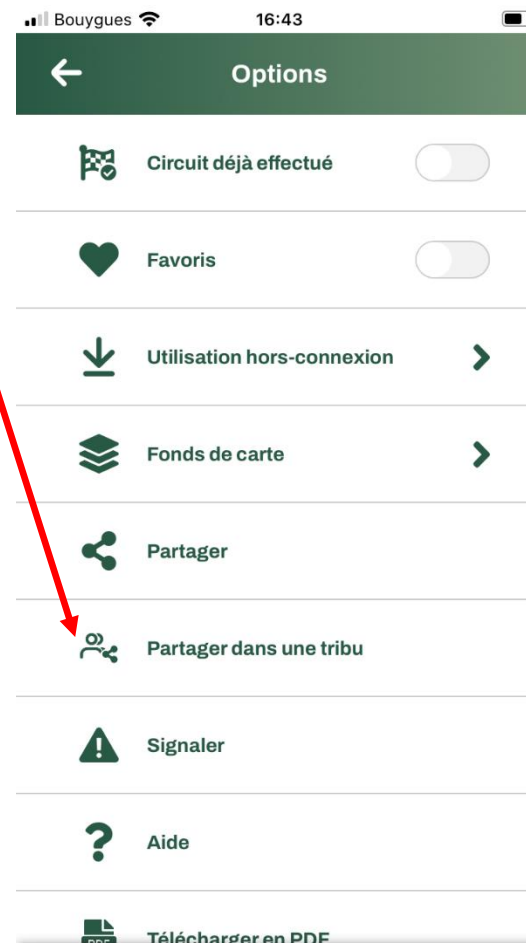 Bouygues 16:43
Options
Circuit déjà effectué
Favoris
Utilisation hors-connexion
Fonds de carte
Partager
Partager dans une tribu
Signaler
Aide
PDF Télécharger en PDF